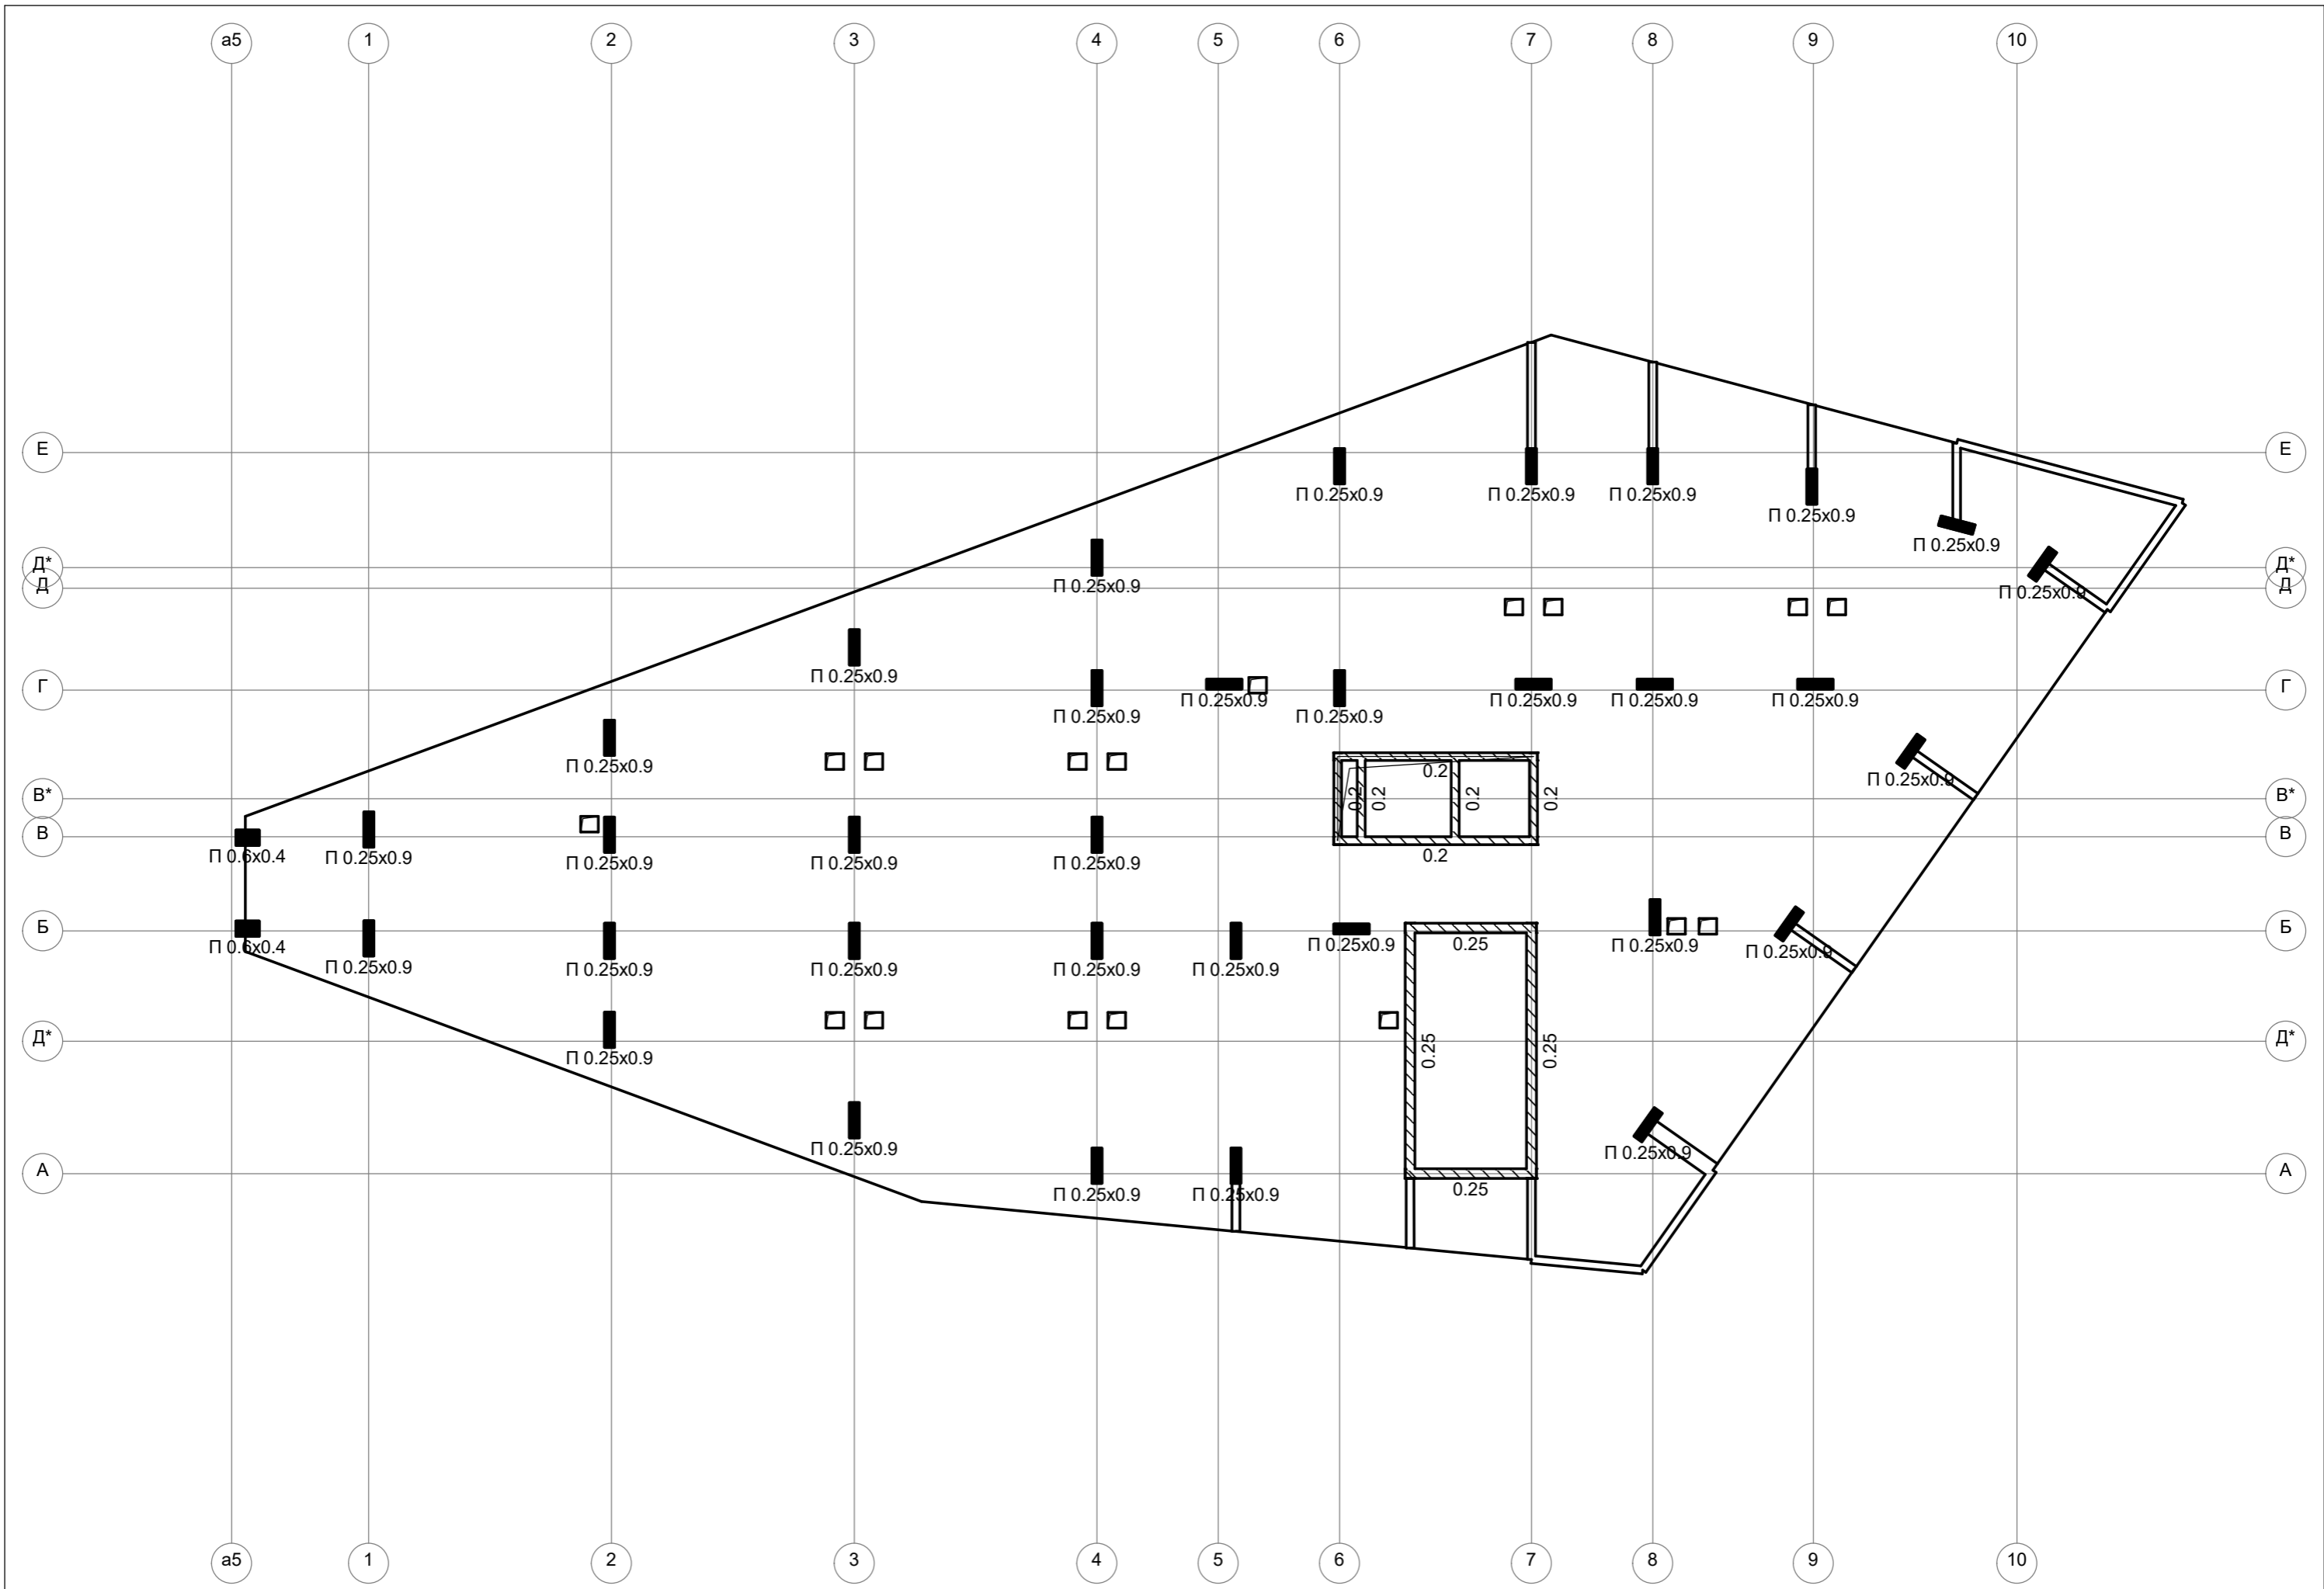 а5 1 2 3 4 5 6 7 8 9 10
Е Е
П 0.25x0.9 П 0.25x0.9 П 0.25x0.9
П 0.25x0.9
П 0.25x0.9
Д* Д*
Д Д
П 0.25x0.9 П 0.25x0.9
П 0.25x0.9
Г Г
П 0.25x0.9 П 0.25x0.9 П 0.25x0.9 П 0.25x0.9
П 0.25x0.9 П 0.25x0.9
П 0.25x0.9 0.2 П 0.25x0.9
В* 0.2 0.2 0.2 0.2 В*
В В
П 0.6x0.4 П 0.25x0.9 П 0.25x0.9 П 0.25x0.9 П 0.25x0.9 0.2
Б Б
П 0.6x0.4 П 0.25x0.9 0.25 П 0.25x0.9 П 0.25x0.9
П 0.25x0.9 П 0.25x0.9 П 0.25x0.9 П 0.25x0.9 П 0.25x0.9
Д* Д*
П 0.25x0.9 0.25 0.25
П 0.25x0.9 П 0.25x0.9
А А
П 0.25x0.9 П 0.25x0.9 0.25
а5 1 2 3 4 5 6 7 8 9 10